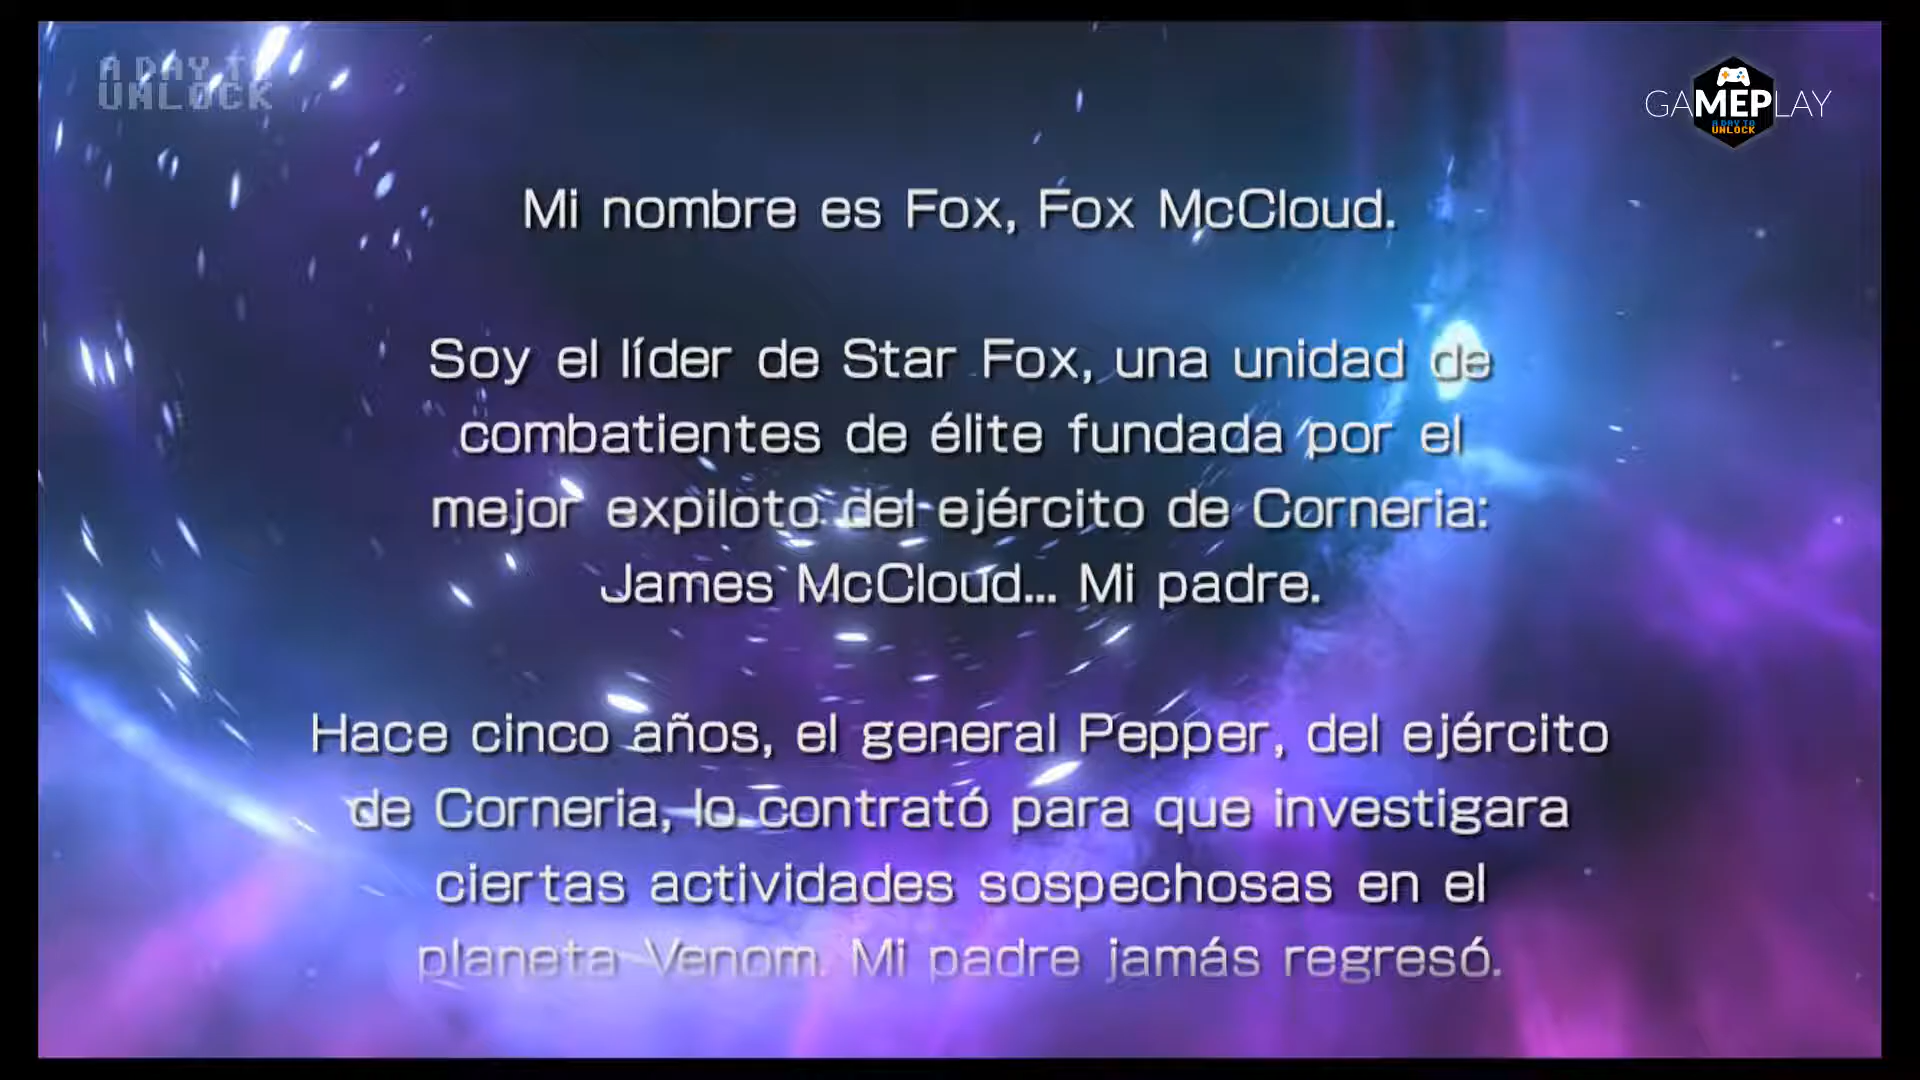 A DAY TO
UNLOCK
GAMEPLAY
A DAY TO
UNLOCK
Mi nombre es Fox, Fox McCloud.
Soy el líder de Star Fox, una unidad de
combatientes de élite fundada por el
mejor expiloto del ejército de Corneria:
James McCloud... Mi padre.
Hace cinco años, el general Pepper, del ejército
de Corneria, lo contrató para que investigara
ciertas actividades sospechosas en el
planeta Venom. Mi padre jamás regresó.